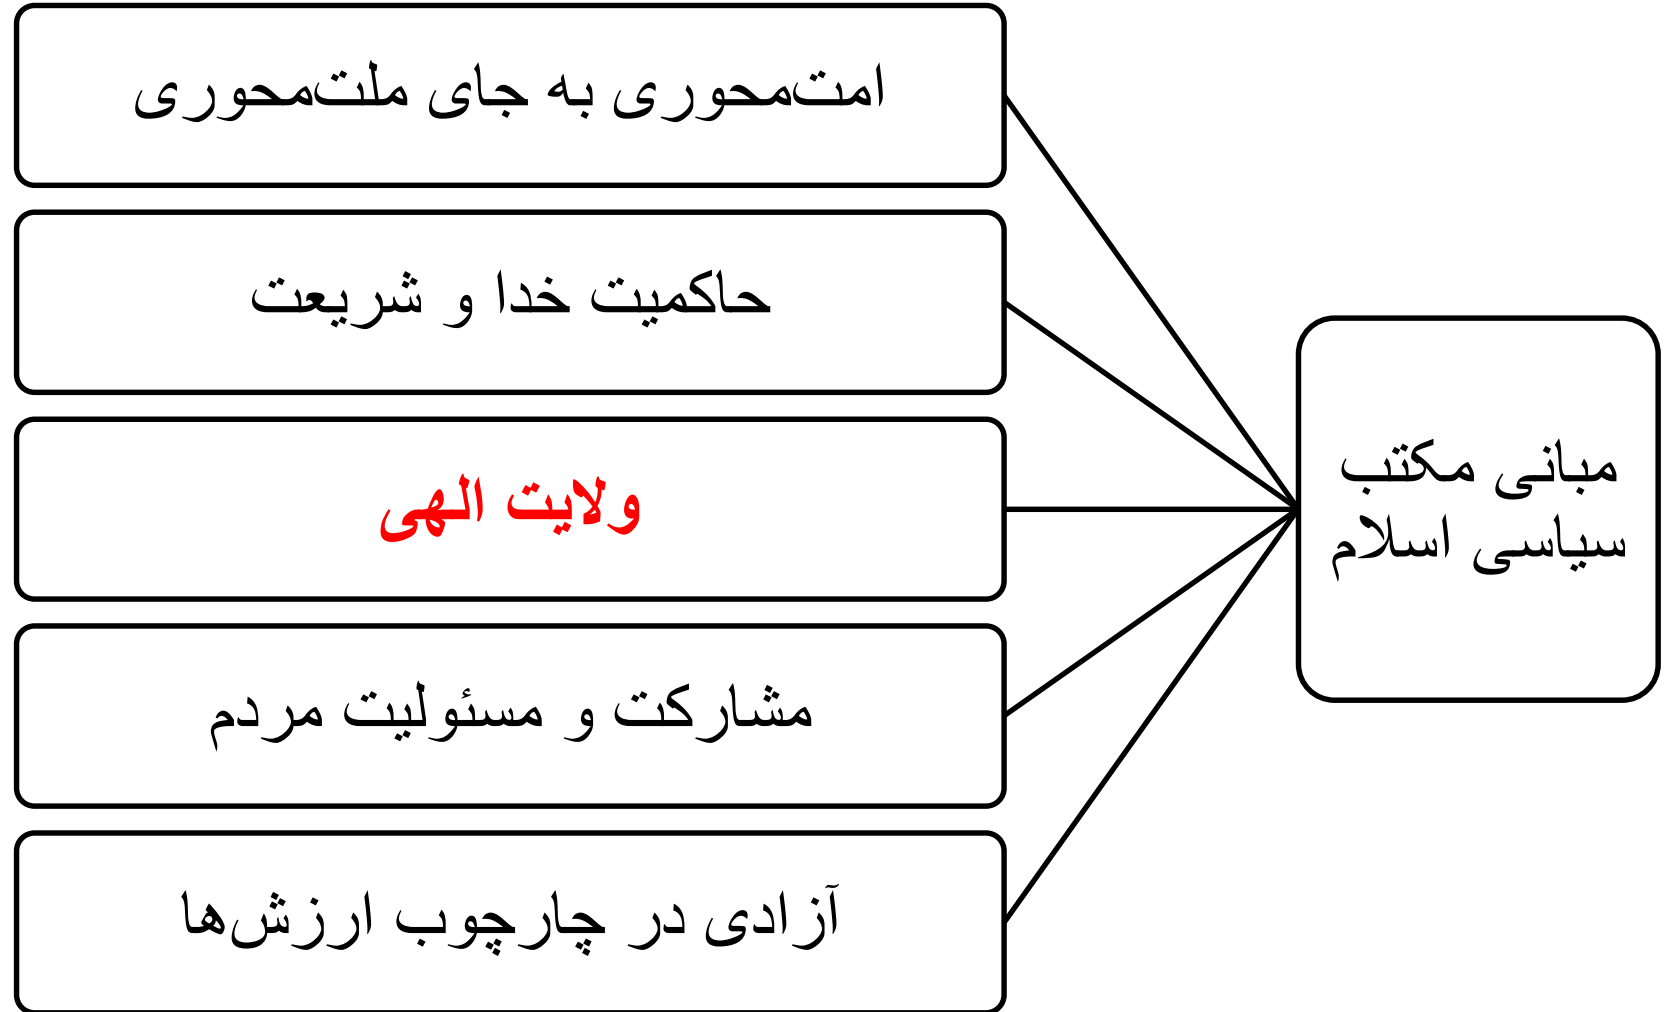 مبانی مکتب
سیاسی اسلام
امت‌محوری به جای ملت‌محوری
حاکمیت خدا و شریعت
ولایت الهی
مشارکت و مسئولیت مردم
آزادی در چارچوب ارزش‌ها